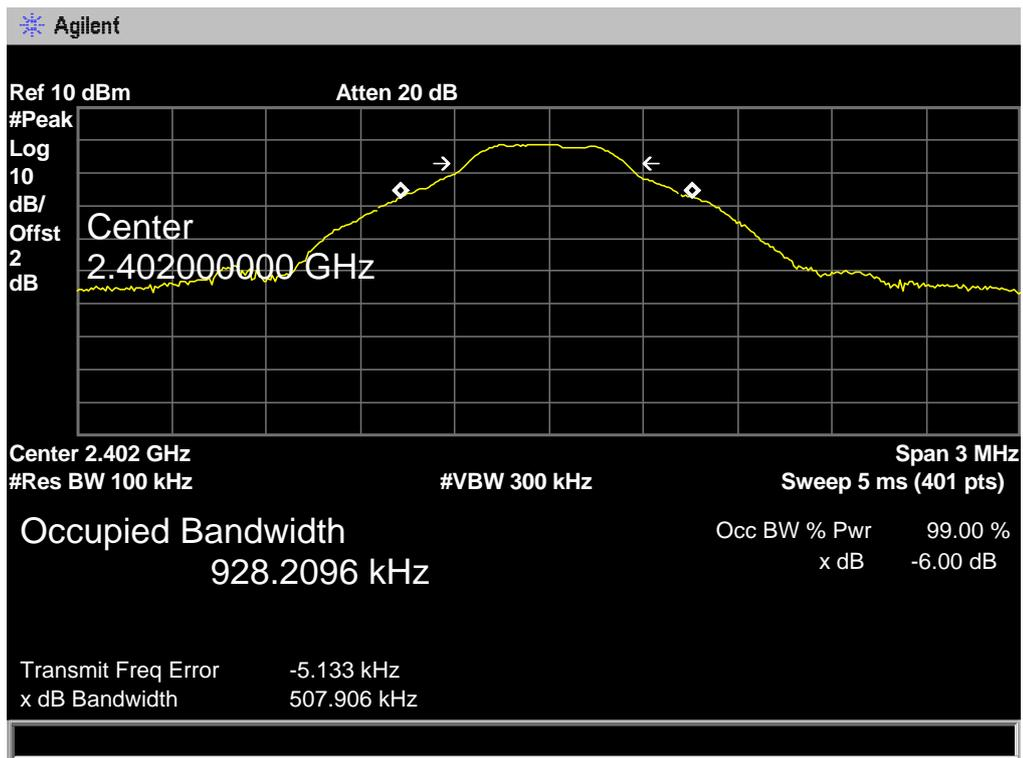 Agilent
Ref 10 dBm Atten 20 dB
#Peak
Log
10
dB/
Offst
2
dB
Center
2.402000000 GHz
Center 2.402 GHz Span 3 MHz
#Res BW 100 kHz #VBW 300 kHz Sweep 5 ms (401 pts)
Occupied Bandwidth
928.2096 kHz
Occ BW % Pwr 99.00 %
x dB -6.00 dB
Transmit Freq Error -5.133 kHz
x dB Bandwidth 507.906 kHz